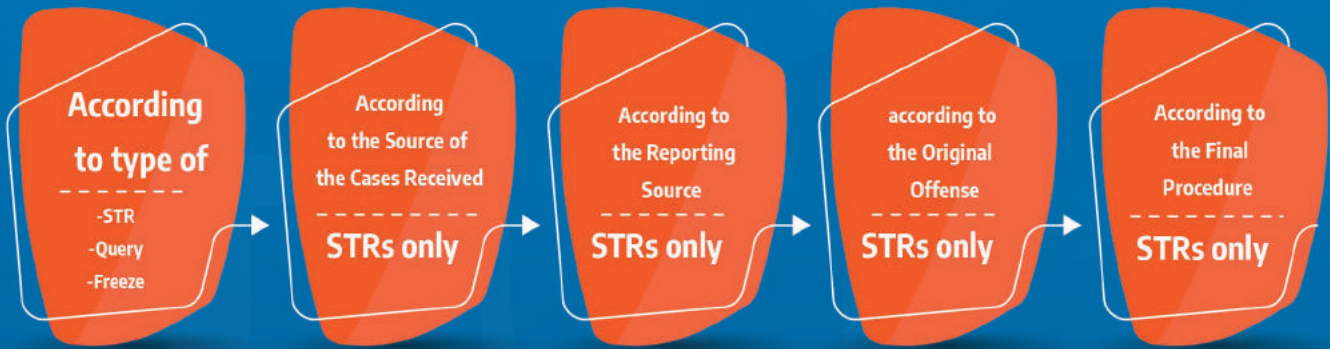 According
to type of
-STR
-Query
-Freeze
According
to the Source of
the Cases Received
STRs only
According to
the Reporting
Source
STRs only
according to
the Original
Offense
STRs only
According to
the Final
Procedure
STRs only